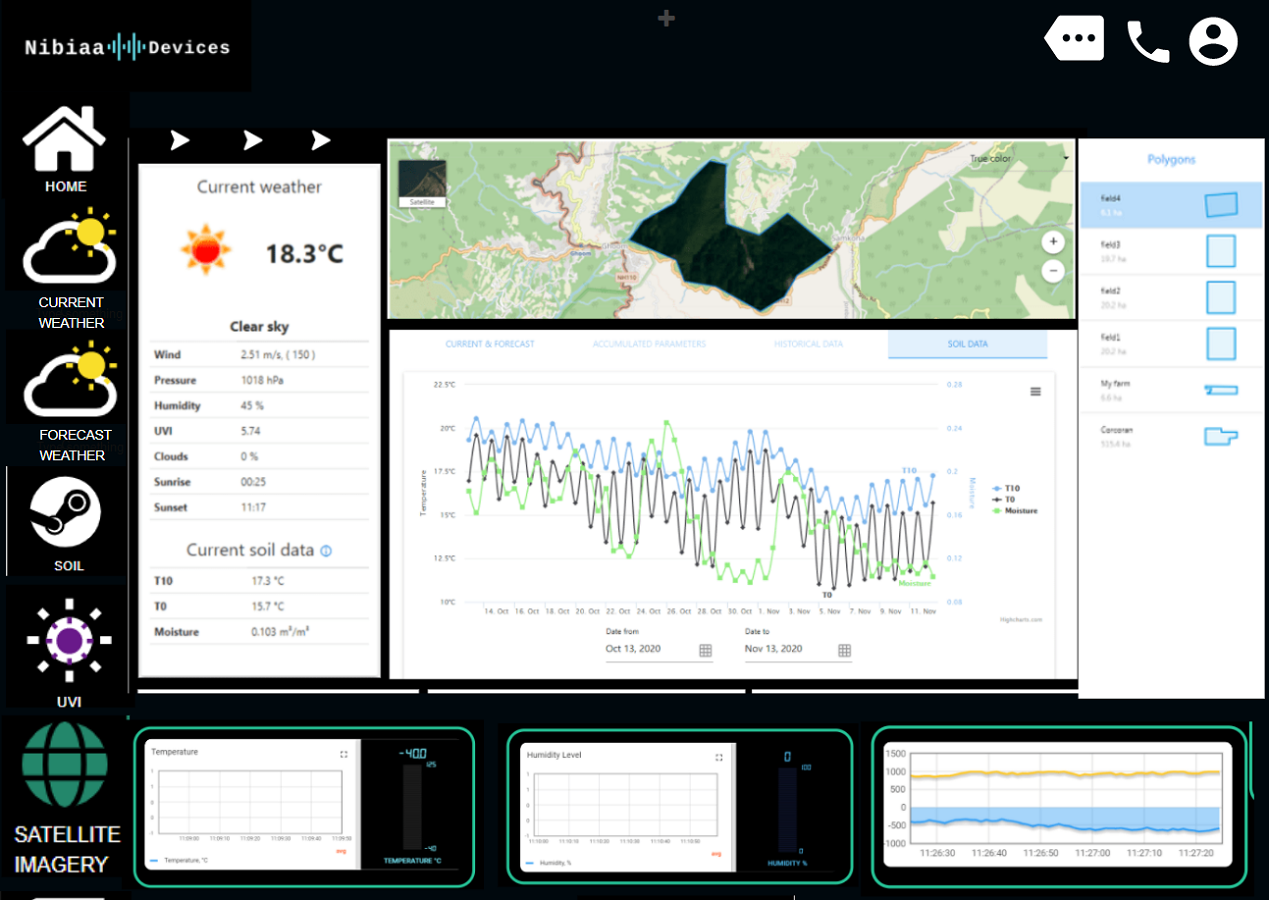 Nibiaa Devices
HOME
CURRENT
WEATHER
FORECAST
WEATHER
SOIL
UVI
SATELLITE
IMAGERY
Current weather
18.3°C
Clear sky
Wind 2.51 m/s, ( 150 )
Pressure 1018 hPa
Humidity 45 %
UVI 5.74
Clouds 0 %
Sunrise 00:25
Sunset 11:17
Current soil data
T10 17.3 °C
T0 15.7 °C
Moisture 0.103 m³/m³
Satellite
True color
Ghoom
NH110
+
−
CURRENT & FORECAST ACCUMULATED PARAMETERS HISTORICAL DATA SOIL DATA
22.5°C 0.28
20°C 0.24
17.5°C 0.2
15°C 0.16
12.5°C 0.12
10°C 0.08
Temperature
Moisture
T10
T0
Moisture
T10
T0
Moisture
14. Oct 16. Oct 18. Oct 20. Oct 22. Oct 24. Oct 26. Oct 28. Oct 30. Oct 1. Nov 3. Nov 5. Nov 7. Nov 9. Nov 11. Nov
Highcharts.com
Date from Date to
Oct 13, 2020 Nov 13, 2020
Polygons
field4
8.1 ha
field3
19.7 ha
field2
20.2 ha
field1
20.2 ha
My farm
6.6 ha
Corcoran
515.4 ha
Temperature
11:09:00 11:09:10 11:09:20 11:09:30 11:09:40 11:09:50
avg
Temperature, °C
-40.0
125
-40
TEMPERATURE °C
Humidity Level
11:10:00 11:10:10 11:10:20 11:10:30 11:10:40 11:10:50
avg
Humidity, %
0
100
0
HUMIDITY %
1500
1000
500
0
-500
-1000
11:26:30 11:26:40 11:26:50 11:27:00 11:27:10 11:27:20